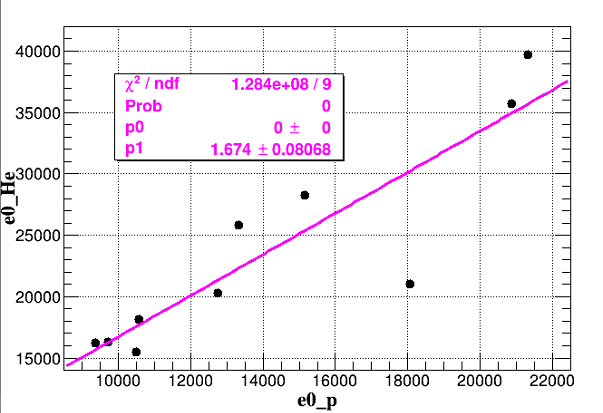 40000
35000
30000
25000
20000
15000
e0_He
χ² / ndf 1.284e+08 / 9
Prob 0
p0 0 ± 0
p1 1.674 ± 0.08068
10000 12000 14000 16000 18000 20000 22000
e0_p